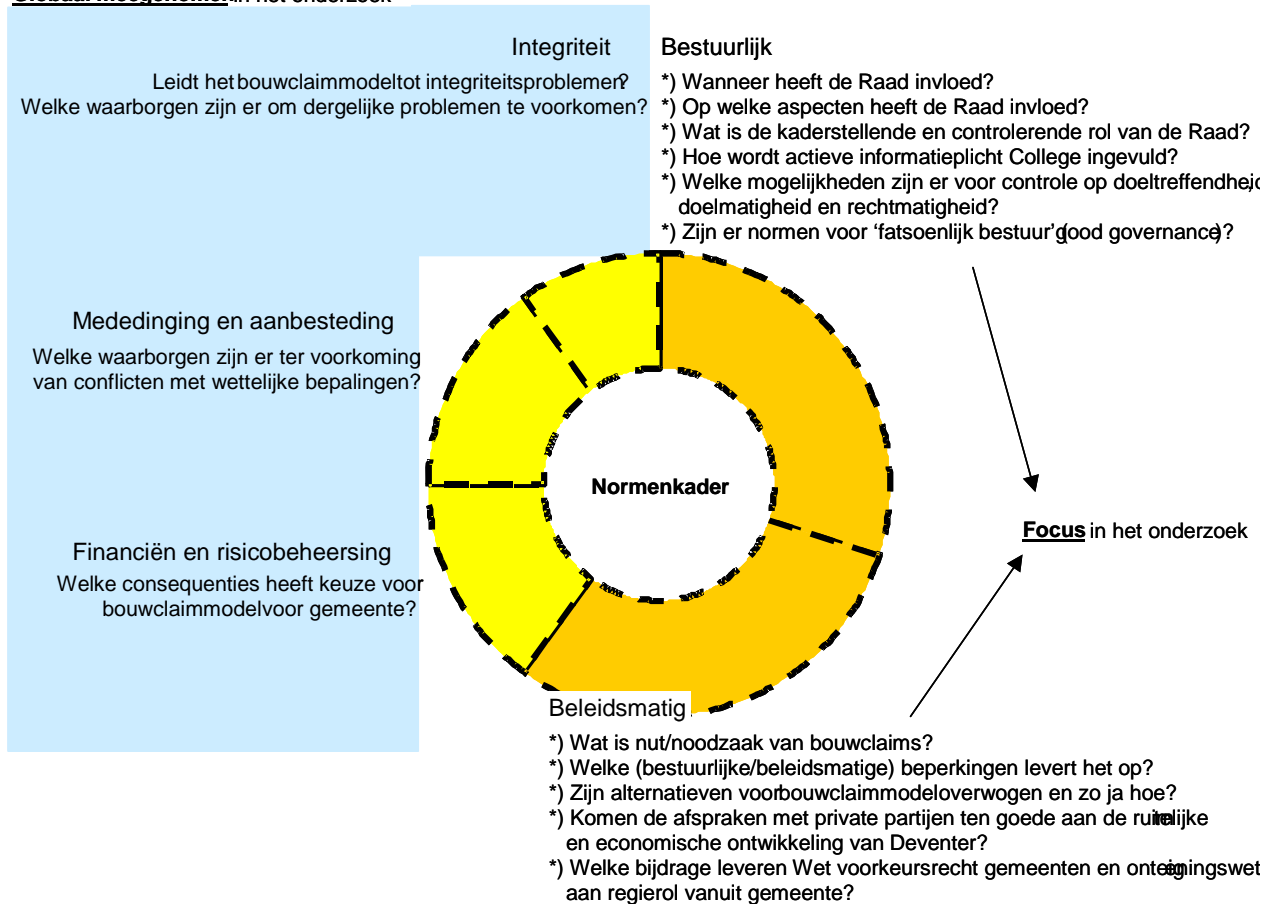 Globaal meegenomen in het onderzoek
Integriteit
Leidt het bouwclaimmodel tot integriteitsproblemen?
Welke waarborgen zijn er om dergelijke problemen te voorkomen?
Bestuurlijk
*) Wanneer heeft de Raad invloed?
*) Op welke aspecten heeft de Raad invloed?
*) Wat is de kaderstellende en controlerende rol van de Raad?
*) Hoe wordt actieve informatieplicht College ingevuld?
*) Welke mogelijkheden zijn er voor controle op doeltreffendheid,
doelmatigheid en rechtmatigheid?
*) Zijn er normen voor ‘fatsoenlijk bestuur’ (good governance)?
Mededinging en aanbesteding
Welke waarborgen zijn er ter voorkoming
van conflicten met wettelijke bepalingen?
Normenkader
Financiën en risicobeheersing
Welke consequenties heeft keuze voor
bouwclaimmodel voor gemeente?
Focus in het onderzoek
Beleidsmatig
*) Wat is nut/noodzaak van bouwclaims?
*) Welke (bestuurlijke/beleidsmatige) beperkingen levert het op?
*) Zijn alternatieven voor bouwclaimmodel overwogen en zo ja hoe?
*) Komen de afspraken met private partijen ten goede aan de ruimtelijke
en economische ontwikkeling van Deventer?
*) Welke bijdrage leveren Wet voorkeursrecht gemeenten en onteigeningswet
aan regierol vanuit gemeente?